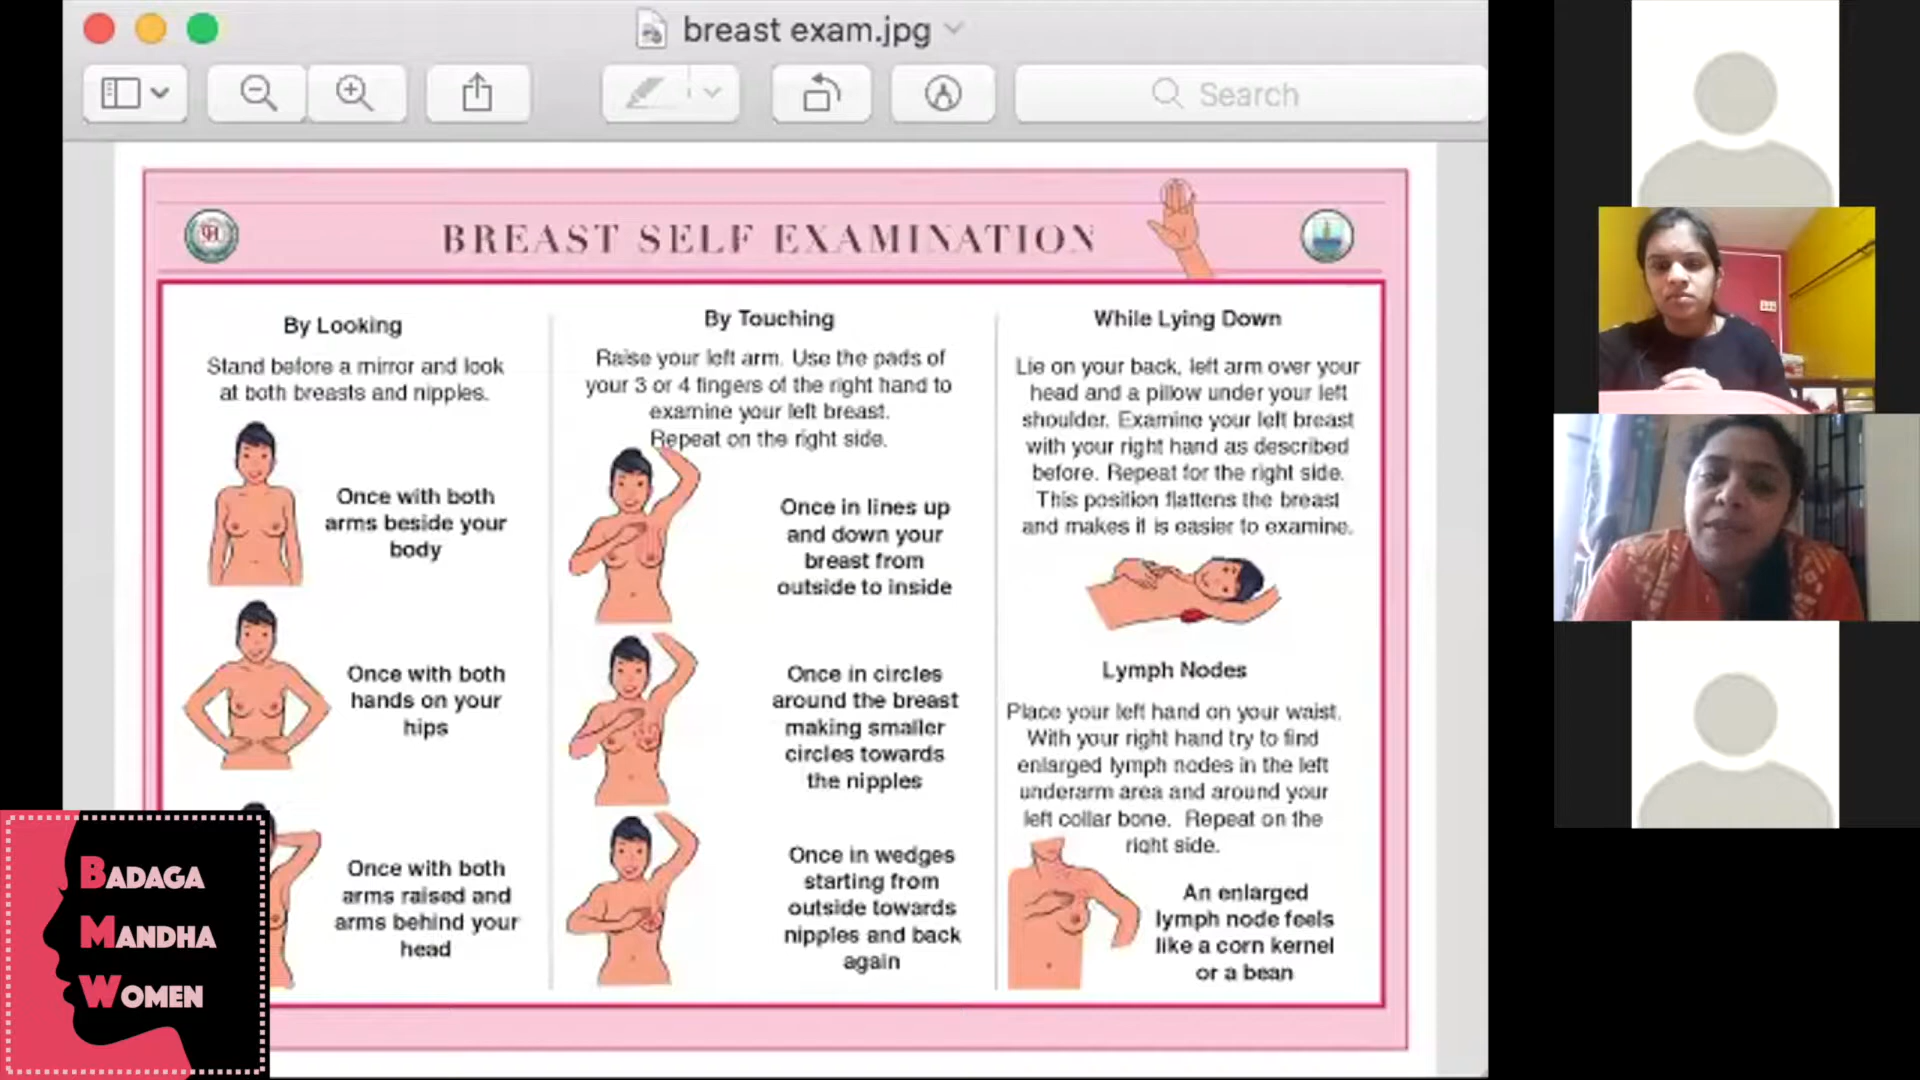 breast exam.jpg
Search
BREAST SELF EXAMINATION
By Looking
Stand before a mirror and look
at both breasts and nipples.
Once with both
arms beside your
body
Once with both
hands on your
hips
Once with both
arms raised and
arms behind your
head
By Touching
Raise your left arm. Use the pads of
your 3 or 4 fingers of the right hand to
examine your left breast.
Repeat on the right side.
Once in lines up
and down your
breast from
outside to inside
Once in circles
around the breast
making smaller
circles towards
the nipples
Once in wedges
starting from
outside towards
nipples and back
again
While Lying Down
Lie on your back, left arm over your
head and a pillow under your left
shoulder. Examine your left breast
with your right hand as described
before. Repeat for the right side.
This position flattens the breast
and makes it is easier to examine.
Lymph Nodes
Place your left hand on your waist.
With your right hand try to find
enlarged lymph nodes in the left
underarm area and around your
left collar bone. Repeat on the
right side.
An enlarged
lymph node feels
like a corn kernel
or a bean
BADAGA
MANDHA
WOMEN